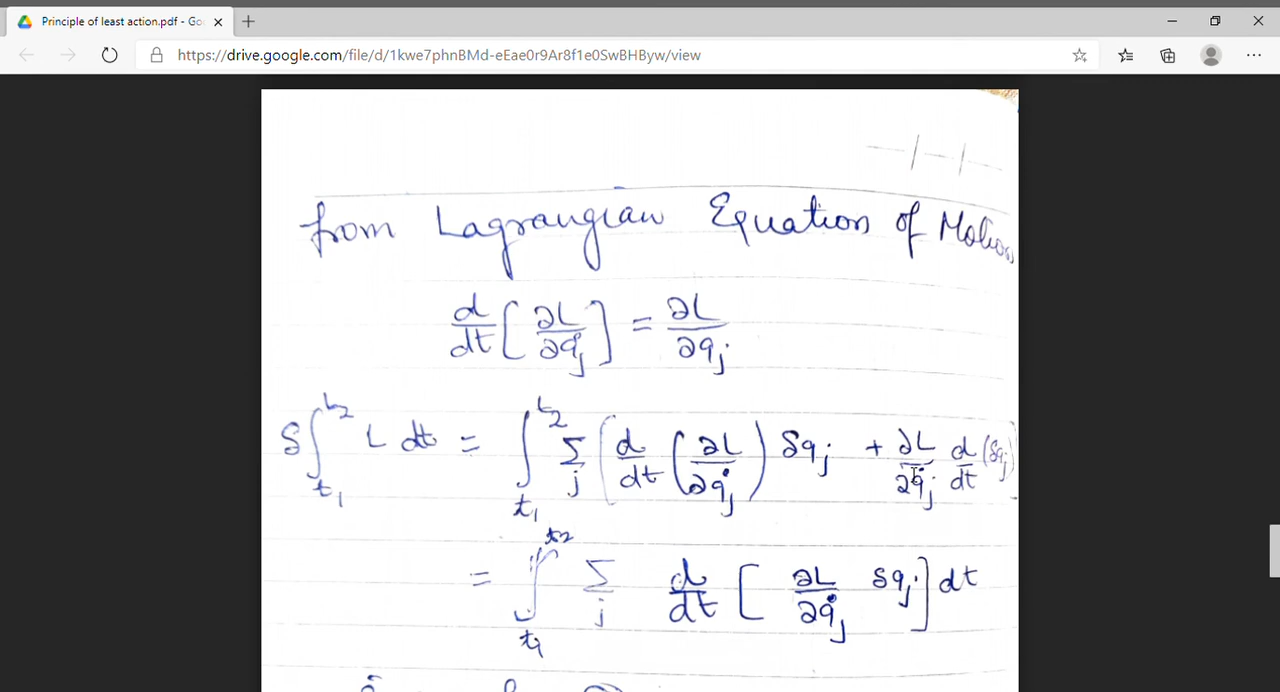 Principle of least action.pdf - Go
https://drive.google.com/file/d/1kwe7phnBMd-eEae0r9Ar8f1e0SwBHByw/view
from Lagrangian Equation of Motion
d/dt [∂L/∂q̇j] = ∂L/∂qj
δ∫t1^t2 L dt = ∫t1^t2 Σj (d/dt (∂L/∂q̇j) δqj + ∂L/∂q̇j d/dt (δqj)
= ∫t1^t2 Σj d/dt [∂L/∂q̇j δqj] dt